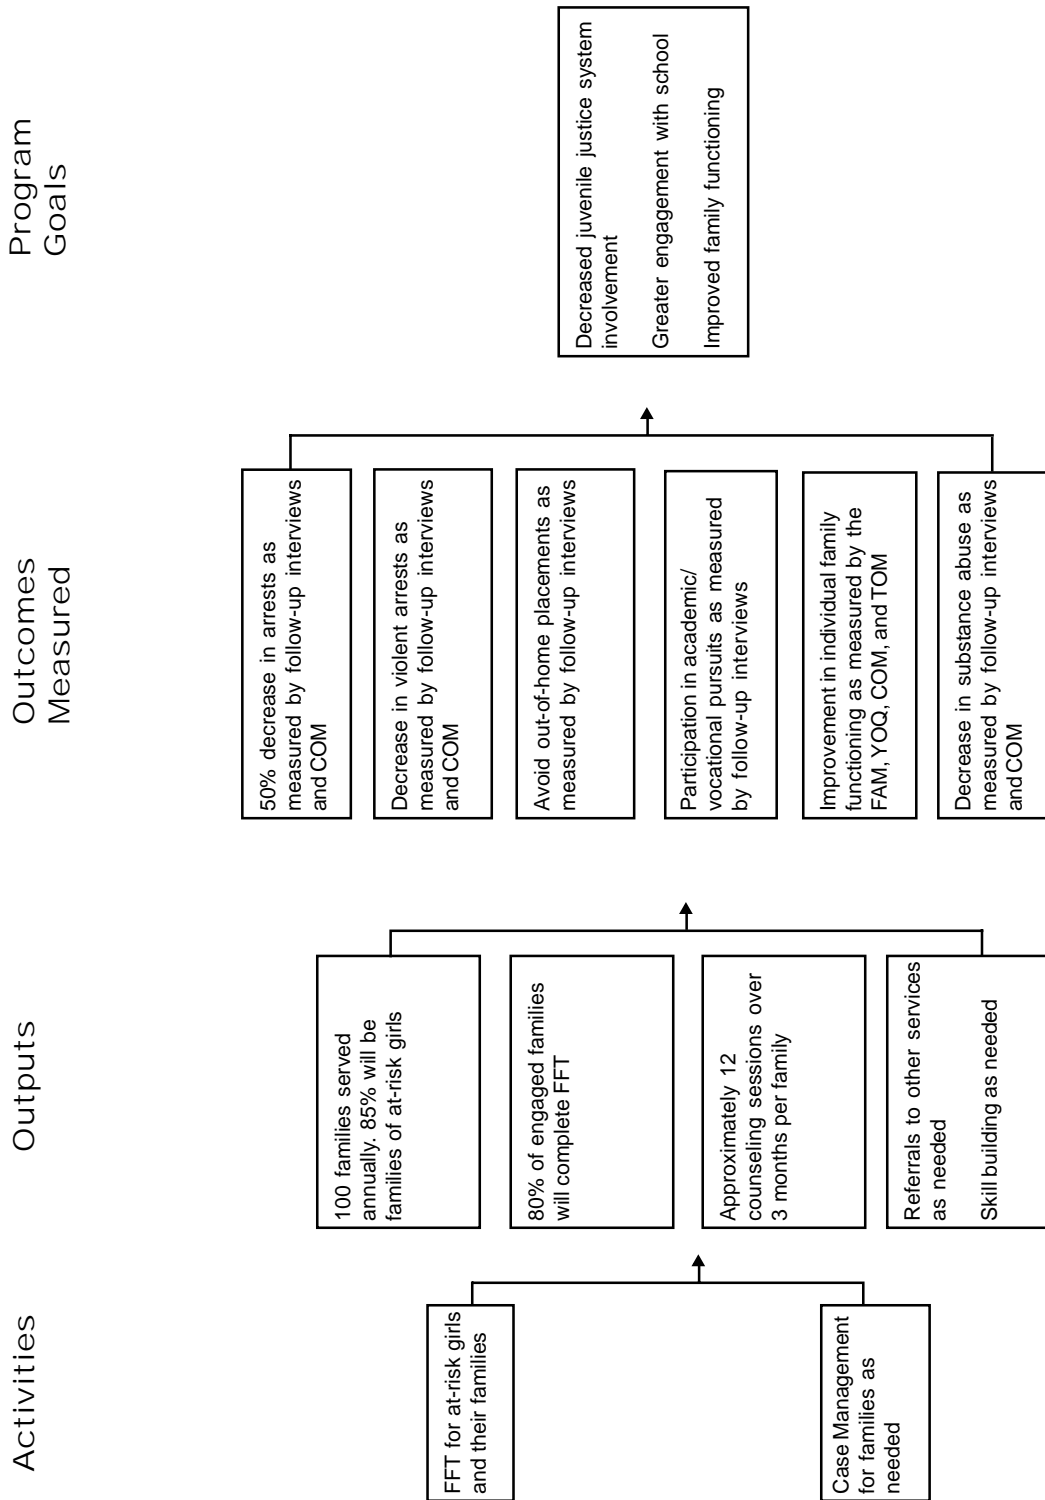 Activities
FFT for at-risk girls
and their families
Case Management
for families as
needed
Outputs
100 families served
annually. 85% will be
families of at-risk girls
80% of engaged families
will complete FFT
Approximately 12
counseling sessions over
3 months per family
Referrals to other services
as needed
Skill building as needed
Outcomes
Measured
50% decrease in arrests as
measured by follow-up interviews
and COM
Decrease in violent arrests as
measured by follow-up interviews
and COM
Avoid out-of-home placements as
measured by follow-up interviews
Participation in academic/
vocational pursuits as measured
by follow-up interviews
Improvement in individual family
functioning as measured by the
FAM, YOQ, COM, and TOM
Decrease in substance abuse as
measured by follow-up interviews
and COM
Program
Goals
Decreased juvenile justice system
involvement
Greater engagement with school
Improved family functioning